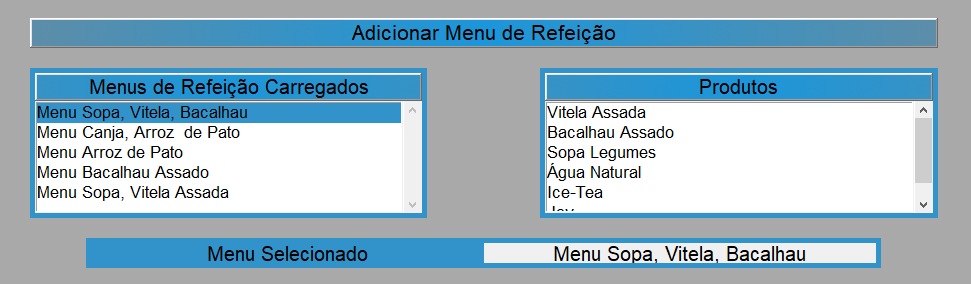 Adicionar Menu de Refeição
Menus de Refeição Carregados
Menu Sopa, Vitela, Bacalhau
Menu Canja, Arroz  de Pato
Menu Arroz de Pato
Menu Bacalhau Assado
Menu Sopa, Vitela Assada
Produtos
Vitela Assada
Bacalhau Assado
Sopa Legumes
Água Natural
Ice-Tea
Menu Selecionado
Menu Sopa, Vitela, Bacalhau